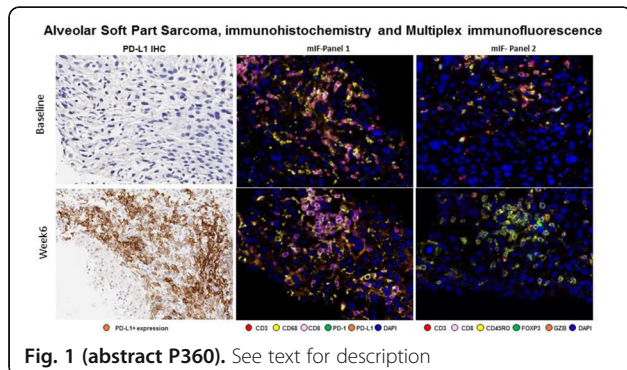 Alveolar Soft Part Sarcoma, immunohistochemistry and Multiplex immunofluorescence
PD-L1 IHC mIF-Panel 1 mIF- Panel 2
Baseline
Week6
PD-L1+ expression CD3 CD68 CD8 PD-1 PD-L1 DAPI CD3 CD8 CD45RO FOXP3 GZB DAPI
Fig. 1 (abstract P360). See text for description